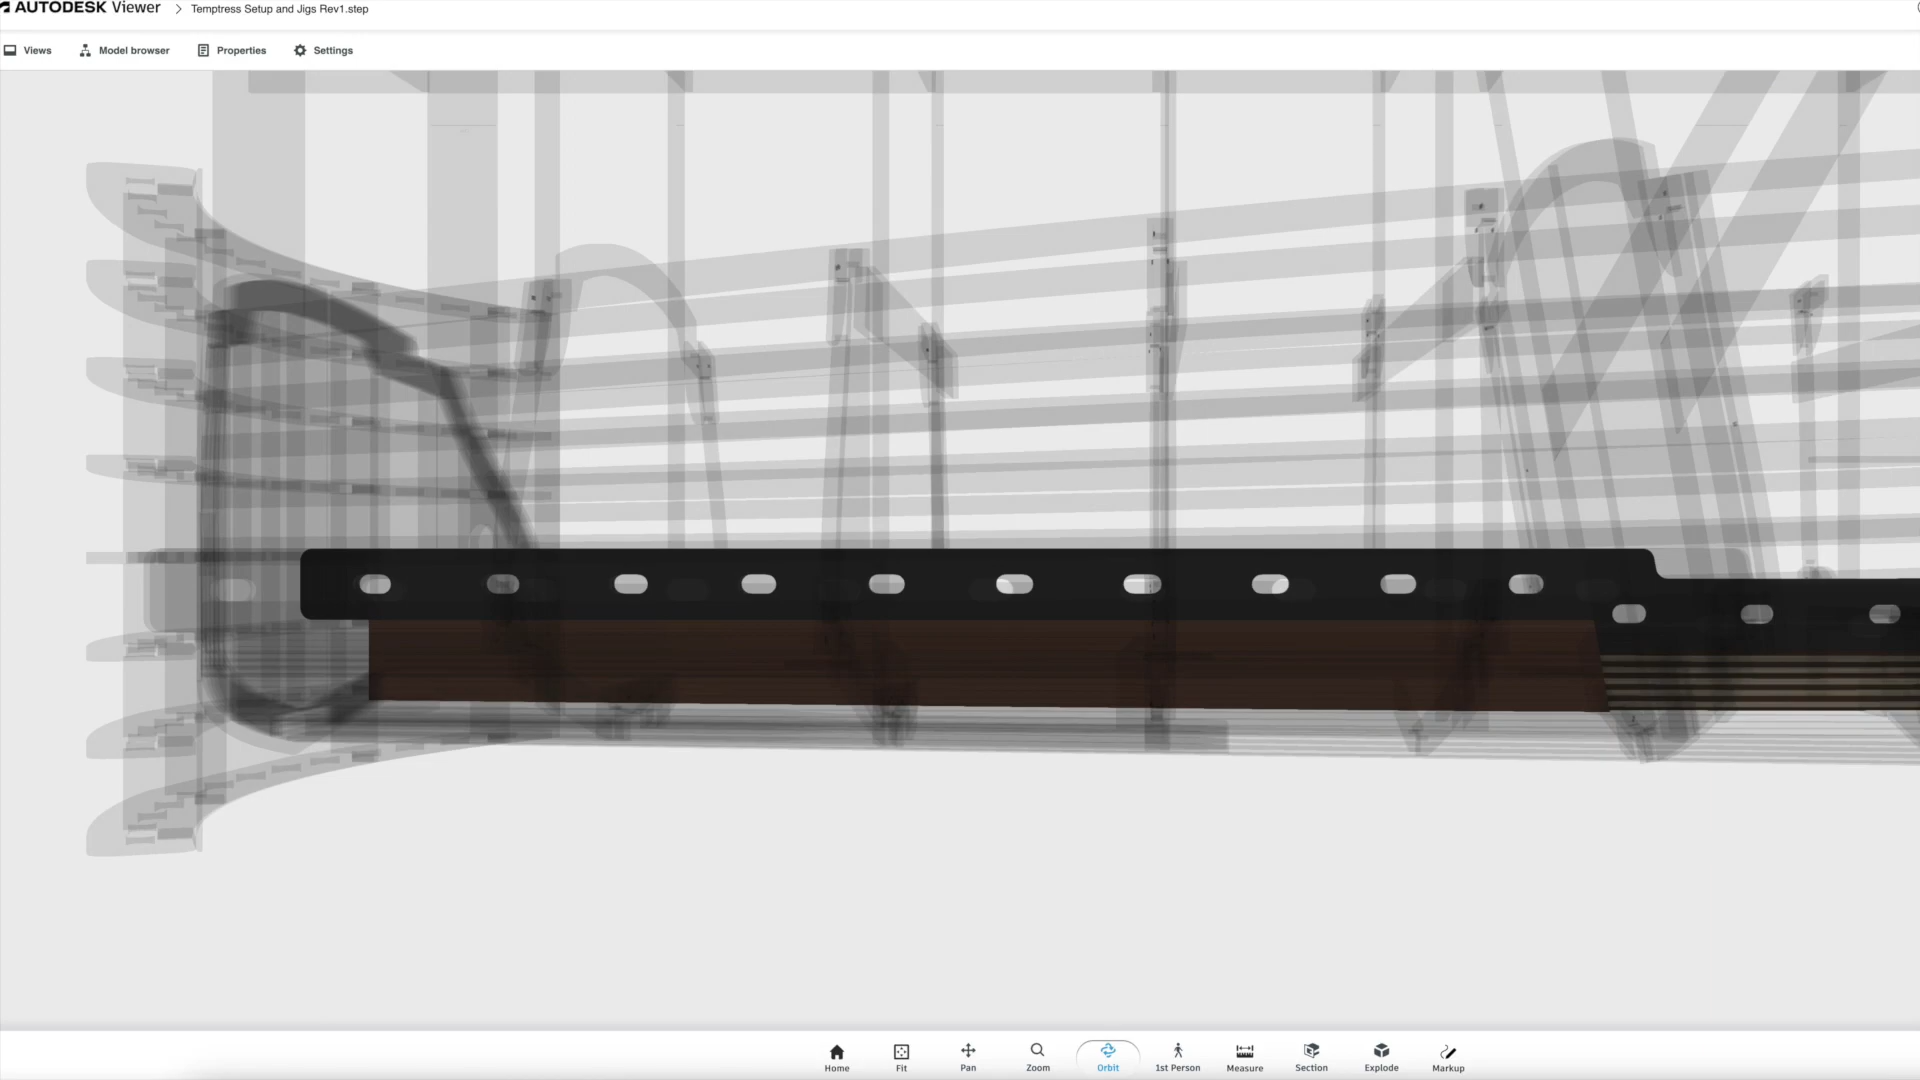 AUTODESK Viewer > Temptress Setup and Jigs Rev1.step
Views Model browser Properties Settings
Home Fit Pan Zoom Orbit 1st Person Measure Section Explode Markup